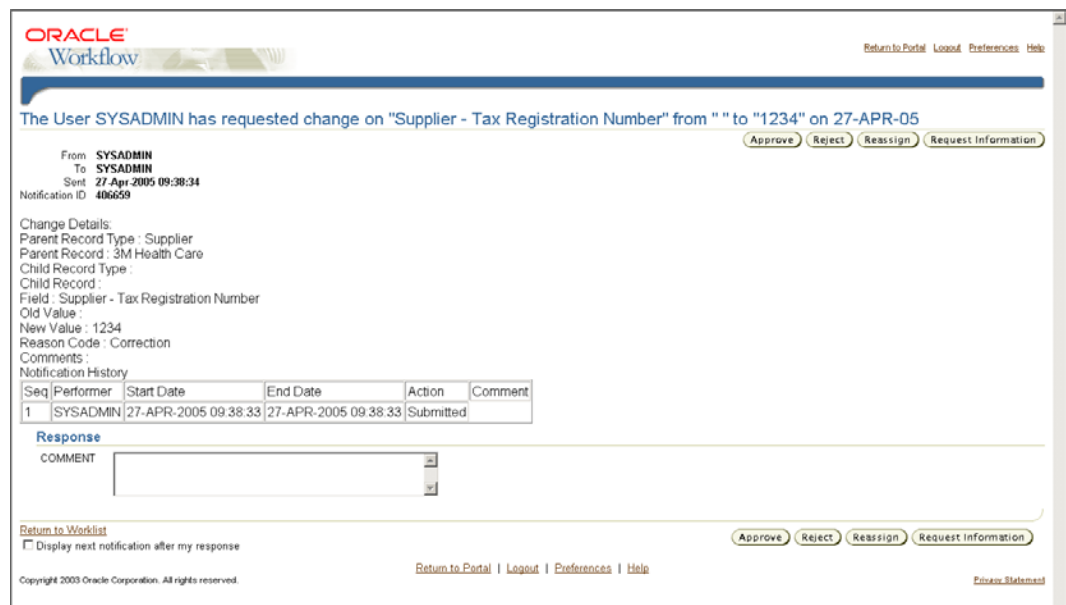 ORACLE
Workflow
Return to Portal Logout Preferences Help
The User SYSADMIN has requested change on "Supplier - Tax Registration Number" from " " to "1234" on 27-APR-05
Approve Reject Reassign Request Information
From SYSADMIN
To SYSADMIN
Sent 27-Apr-2005 09:38:34
Notification ID 406659
Change Details:
Parent Record Type : Supplier
Parent Record : 3M Health Care
Child Record Type :
Child Record :
Field : Supplier - Tax Registration Number
Old Value :
New Value : 1234
Reason Code : Correction
Comments :
Notification History
Seq Performer Start Date End Date Action Comment
1 SYSADMIN 27-APR-2005 09:38:33 27-APR-2005 09:38:33 Submitted
Response
COMMENT
Return to Worklist
Display next notification after my response
Approve Reject Reassign Request Information
Return to Portal | Logout | Preferences | Help
Copyright 2003 Oracle Corporation. All rights reserved.
Privacy Statement